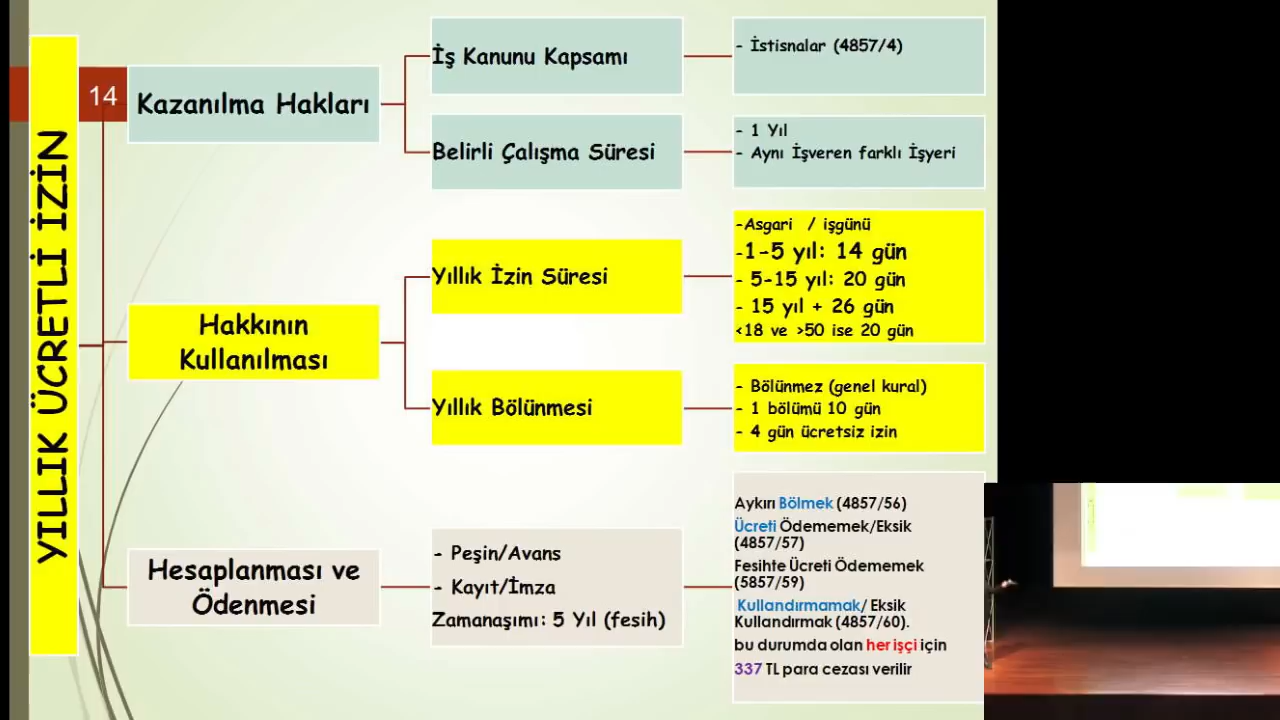 YILLIK ÜCRETLİ İZİN
14
Kazanılma Hakları
İş Kanunu Kapsamı
- İstisnalar (4857/4)
Belirli Çalışma Süresi
- 1 Yıl
- Aynı İşveren farklı İşyeri
Hakkının
Kullanılması
Yıllık İzin Süresi
-Asgari / işgünü
-1-5 yıl: 14 gün
- 5-15 yıl: 20 gün
- 15 yıl + 26 gün
<18 ve >50 ise 20 gün
Yıllık Bölünmesi
- Bölünmez (genel kural)
- 1 bölümü 10 gün
- 4 gün ücretsiz izin
Hesaplanması ve
Ödenmesi
- Peşin/Avans
- Kayıt/İmza
Zamanaşımı: 5 Yıl (fesih)
Aykırı Bölmek (4857/56)
Ücreti Ödememek/Eksik
(4857/57)
Fesihte Ücreti Ödememek
(5857/59)
Kullandırmamak/ Eksik
Kullandırmak (4857/60).
bu durumda olan her işçi için
337 TL para cezası verilir